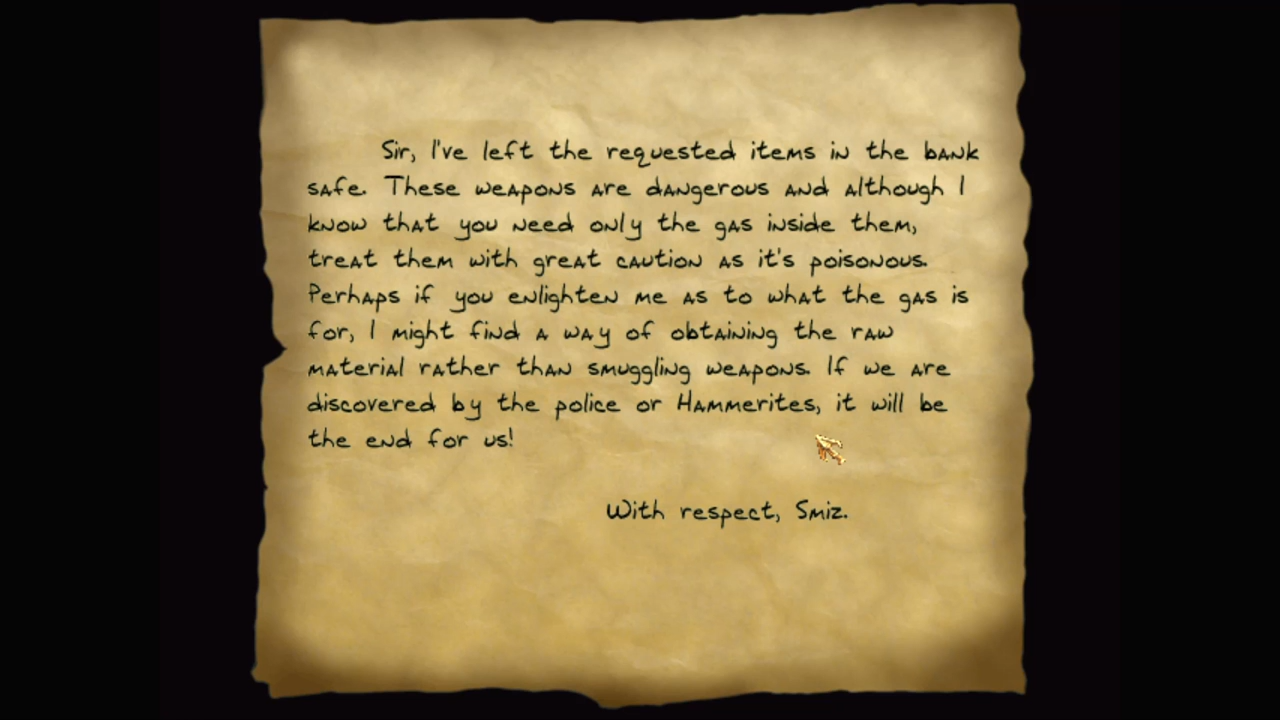 Sir, I've left the requested items in the bank
safe. These weapons are dangerous and although I
know that you need only the gas inside them,
treat them with great caution as it's poisonous.
Perhaps if you enlighten me as to what the gas is
for, I might find a way of obtaining the raw
material rather than smuggling weapons. If we are
discovered by the police or Hammerites, it will be
the end for us!
With respect, Smiz.